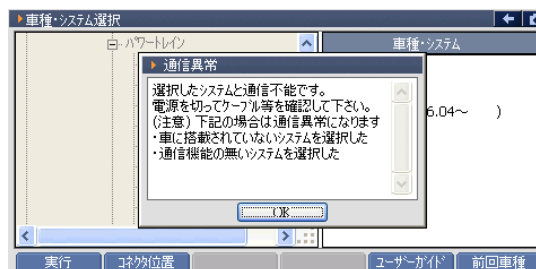 車種・システム選択
パワートレイン
車種・システム
通信異常
選択したシステムと通信不能です。
電源を切ってケーブル等を確認して下さい。
(注意)下記の場合は通信異常になります
・車に搭載されていないシステムを選択した
・通信機能の無いシステムを選択した
6.04～ )
OK
実行
コネクタ位置
ユーザーガイド
前回車種